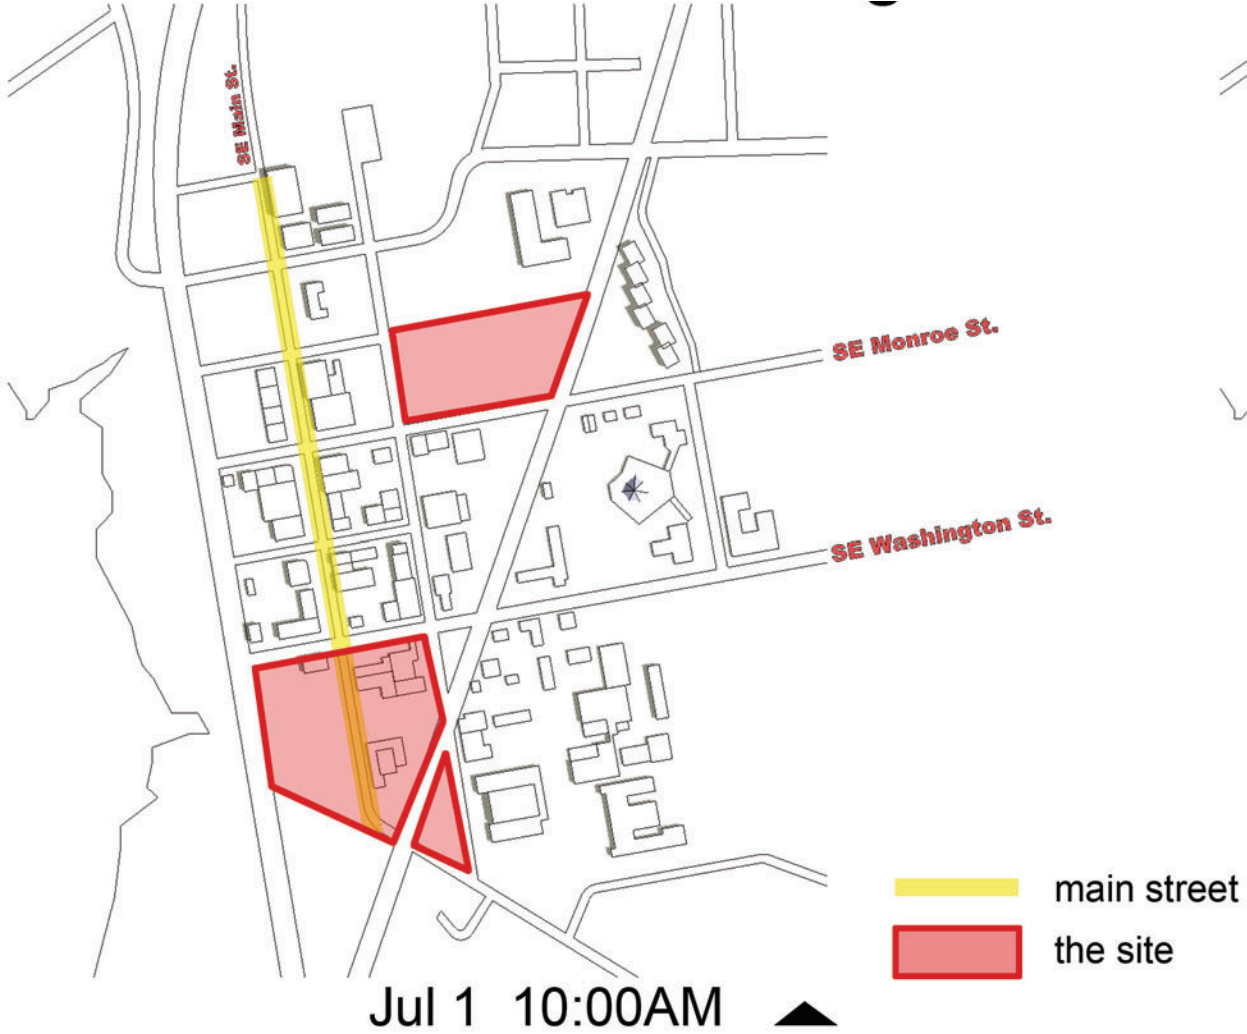 SE Main St.
SE Monroe St.
SE Washington St.
main street
the site
Jul 1 10:00AM